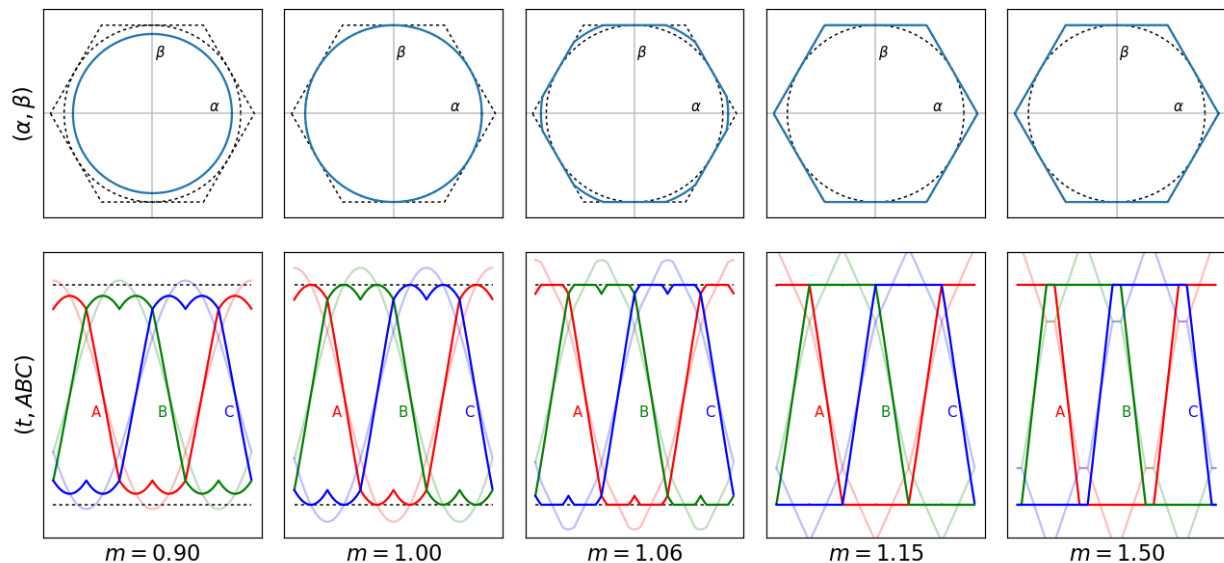 (α, β)
β
α
β
α
β
α
β
α
β
α
(t, ABC)
A B C
A B C
A B C
A B C
A B C
m = 0.90
m = 1.00
m = 1.06
m = 1.15
m = 1.50